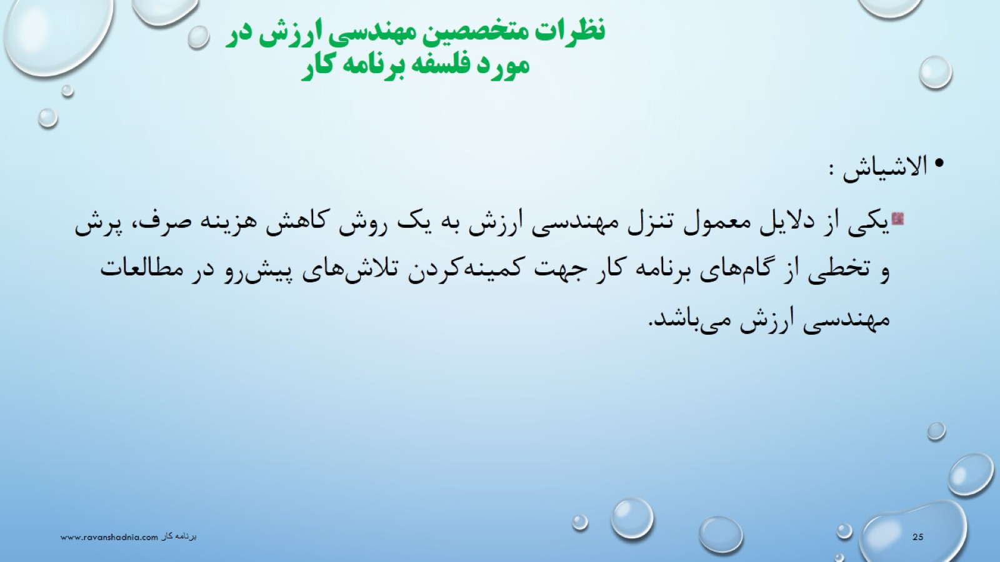 نظرات متخصصین مهندسی ارزش در
مورد فلسفه برنامه کار
• الاشیاش :
یکی از دلایل معمول تنزل مهندسی ارزش به یک روش کاهش هزینه صرف، پرش
و تخطی از گام‌های برنامه کار جهت کمینه‌کردن تلاش‌های پیش‌رو در مطالعات
مهندسی ارزش می‌باشد.
برنامه کار www.ravanshadnia.com
25